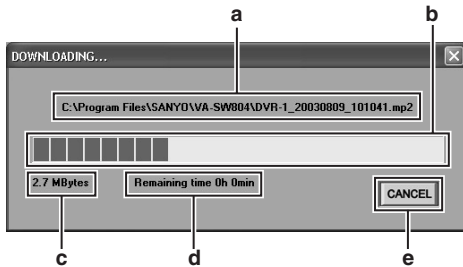 a b
DOWNLOADING...
C:\Program Files\SANYO\VA-SW804\DVR-1_20030809_101041.mp2
2.7 MBytes Remaining time 0h 0min
CANCEL
c d e